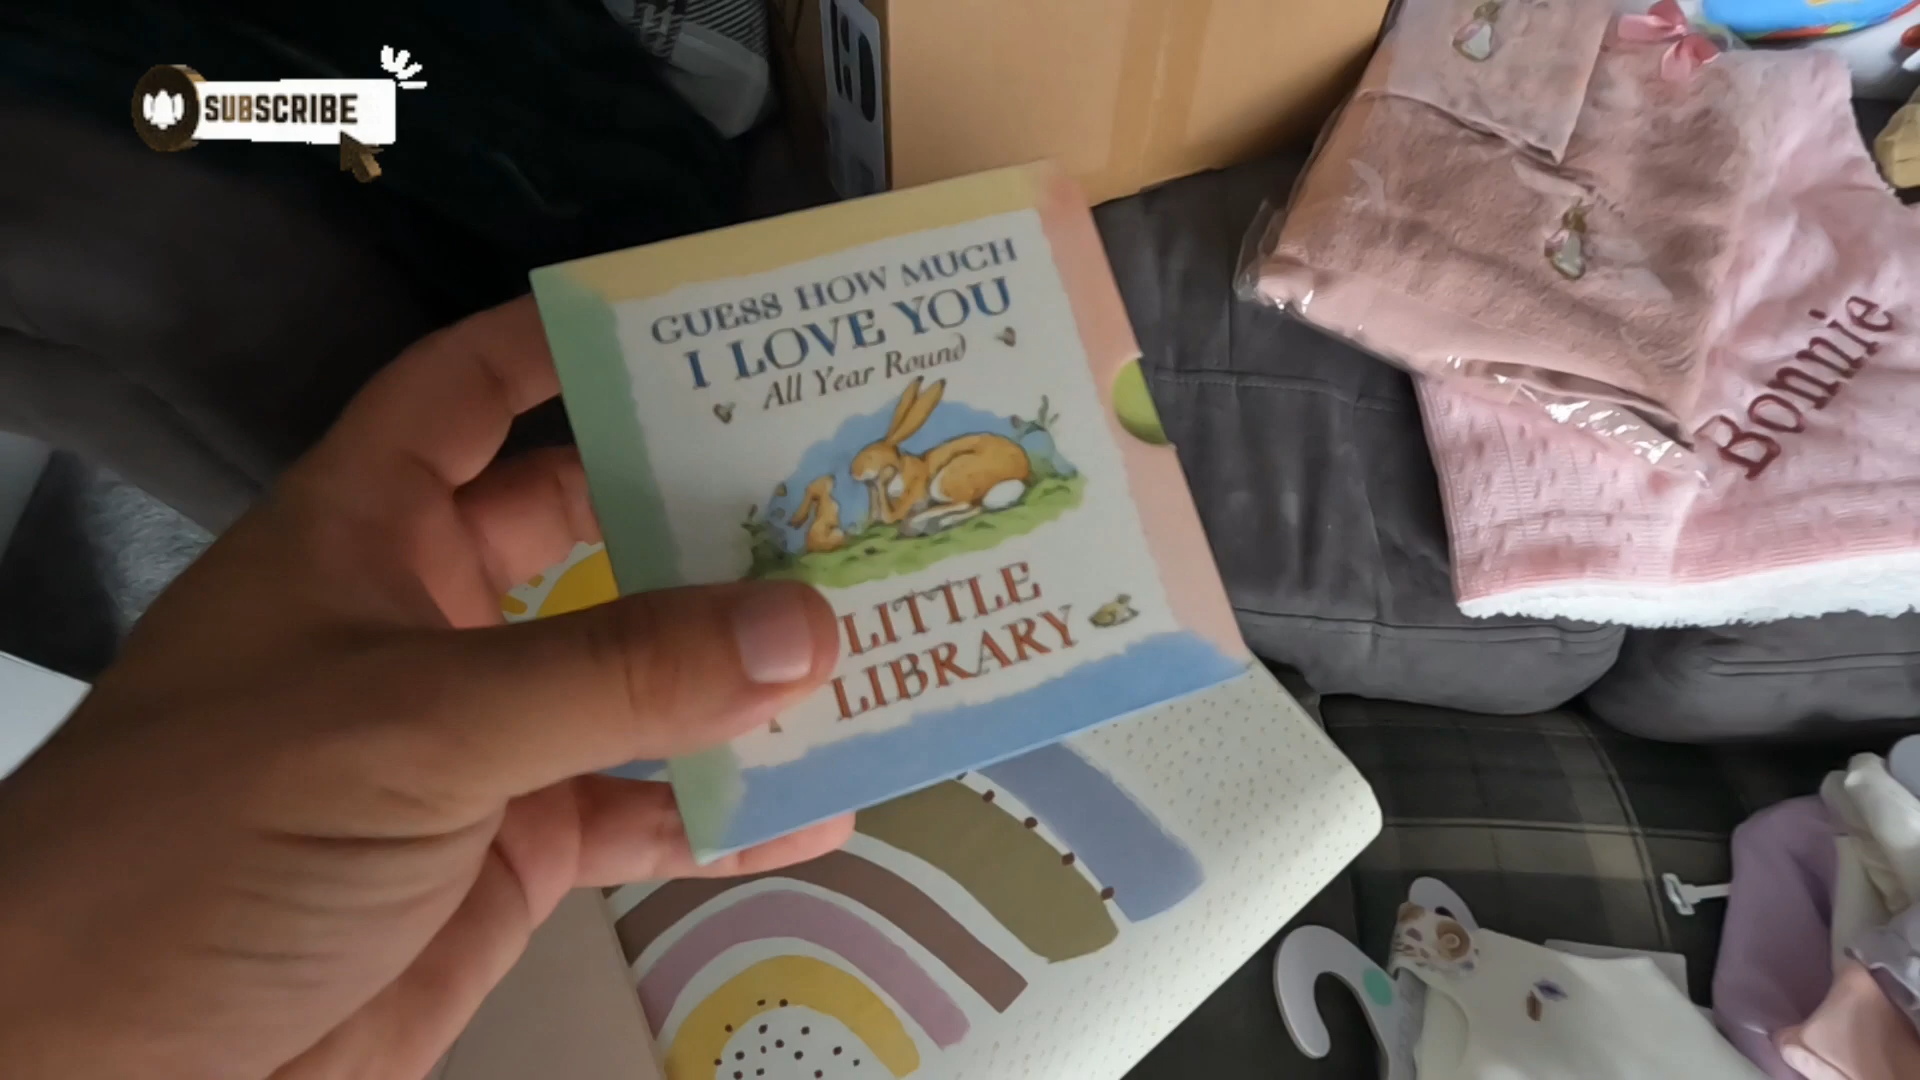 SUBSCRIBE
GUESS HOW MUCH
I LOVE YOU
All Year Round
LITTLE
LIBRARY
Bonnie